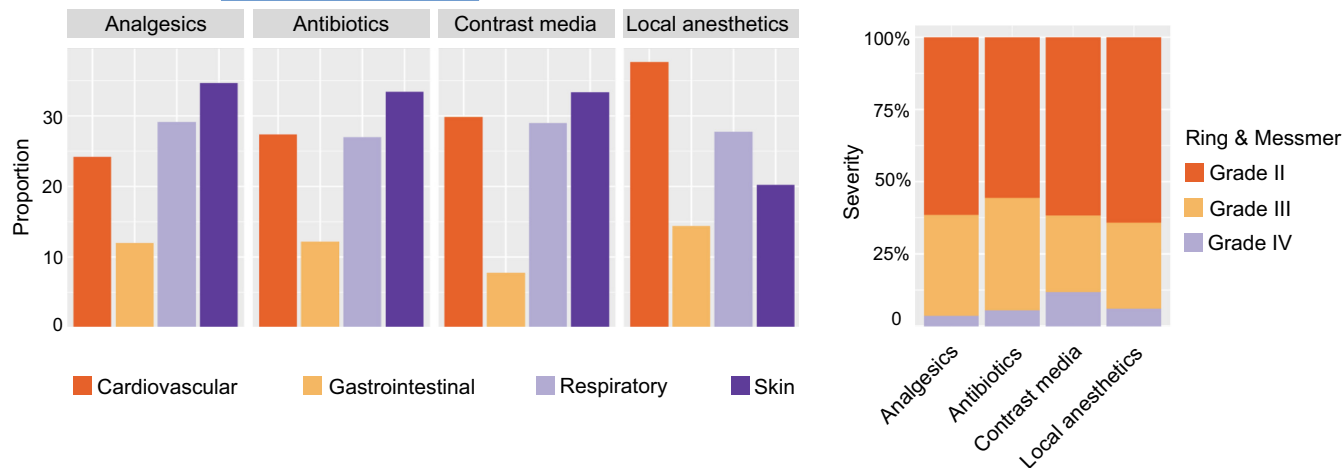 Analgesics
Antibiotics
Contrast media
Local anesthetics
Proportion
30
20
10
0
Cardiovascular
Gastrointestinal
Respiratory
Skin
100%
75%
50%
25%
0
Severity
Analgesics
Antibiotics
Contrast media
Local anesthetics
Ring & Messmer
Grade II
Grade III
Grade IV